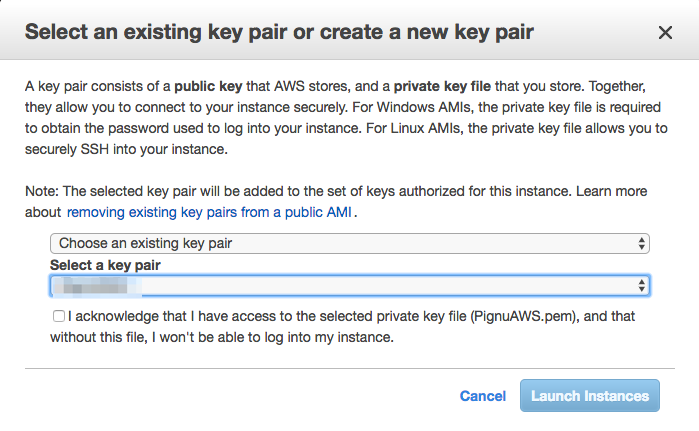 Select an existing key pair or create a new key pair
A key pair consists of a public key that AWS stores, and a private key file that you store. Together,
they allow you to connect to your instance securely. For Windows AMIs, the private key file is required
to obtain the password used to log into your instance. For Linux AMIs, the private key file allows you to
securely SSH into your instance.
Note: The selected key pair will be added to the set of keys authorized for this instance. Learn more
about removing existing key pairs from a public AMI.
Choose an existing key pair
Select a key pair
I acknowledge that I have access to the selected private key file (PignuAWS.pem), and that
without this file, I won't be able to log into my instance.
Cancel Launch Instances